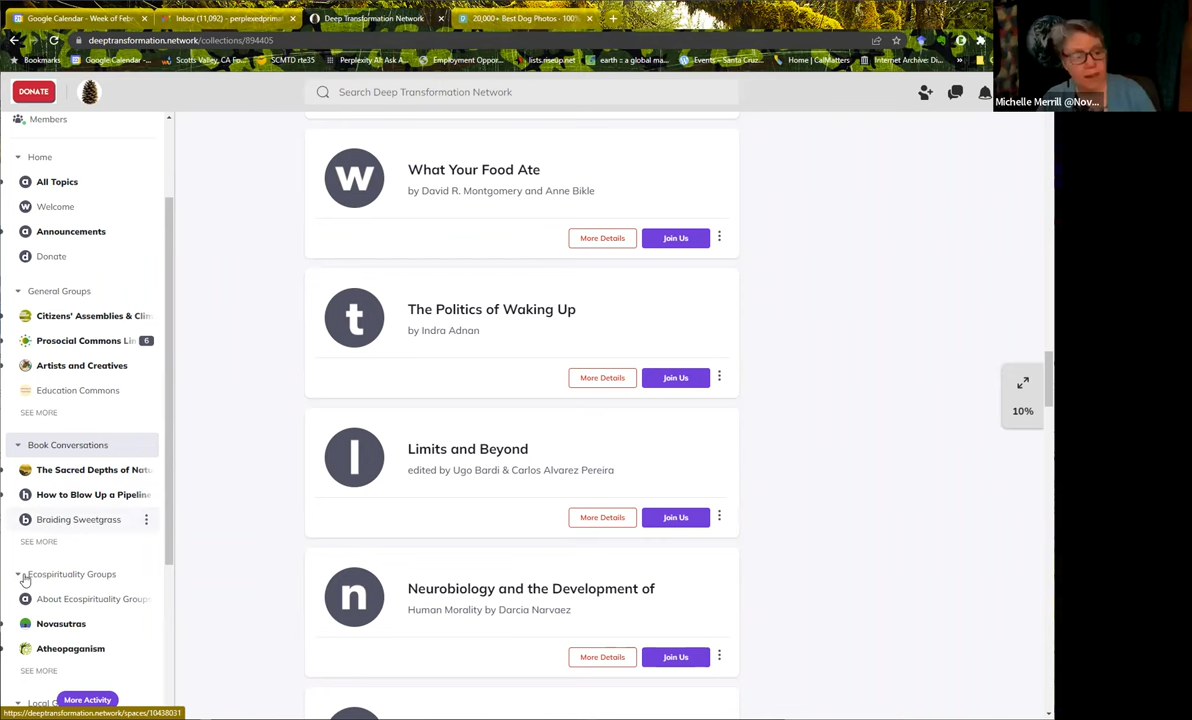 Google Calendar - Week of Febr
Inbox (11,092) - perplexedprima
Deep Transformation Network
20,000+ Best Dog Photos · 100%
deeptransformation.network/collections/894405
Bookmarks
Google Calendar -...
Scotts Valley, CA Fo...
SCMTD rte35
Perplexity AI: Ask A...
Employment Oppor...
lists.nseup.net
earth :: a global ma...
Events – Santa Cruz...
Home | CalMatters
Internet Archive: Di...
Michelle Merrill @Nov...
DONATE
Search Deep Transformation Network
Members
Home
All Topics
Welcome
Announcements
Donate
General Groups
Citizens' Assemblies & Clim
Prosocial Commons Lin
6
Artists and Creatives
Education Commons
SEE MORE
Book Conversations
The Sacred Depths of Natu
How to Blow Up a Pipeline
Braiding Sweetgrass
SEE MORE
Ecospirituality Groups
About Ecospirituality Groups
Novasutras
Atheopaganism
SEE MORE
Local
More Activity
https://deeptransformation.network/spaces/10438031
w
What Your Food Ate
by David R. Montgomery and Anne Bikle
More Details
Join Us
t
The Politics of Waking Up
by Indra Adnan
More Details
Join Us
l
Limits and Beyond
edited by Ugo Bardi & Carlos Alvarez Pereira
More Details
Join Us
n
Neurobiology and the Development of
Human Morality by Darcia Narvaez
More Details
Join Us
10%